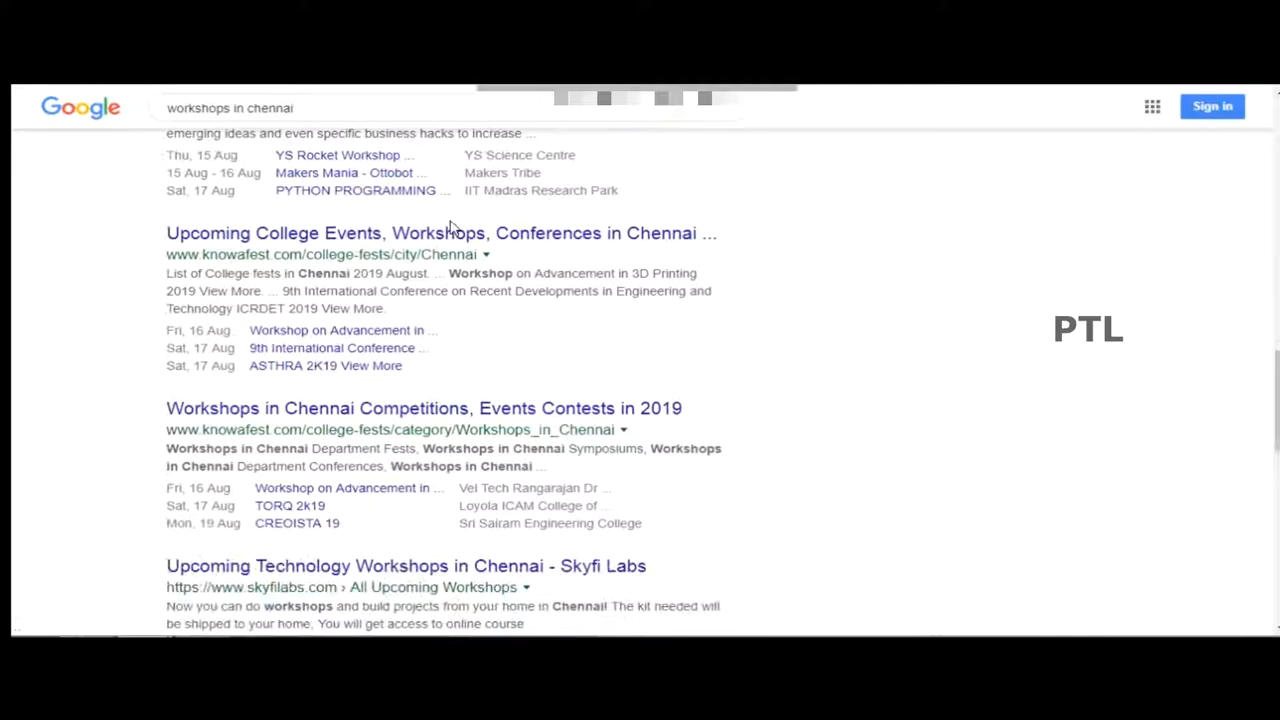 Google
workshops in chennai
Sign in
emerging ideas and even specific business hacks to increase ...
Thu, 15 Aug YS Rocket Workshop ... YS Science Centre
15 Aug - 16 Aug Makers Mania - Ottobot ... Makers Tribe
Sat, 17 Aug PYTHON PROGRAMMING ... IIT Madras Research Park
Upcoming College Events, Workshops, Conferences in Chennai ...
www.knowafest.com/college-fests/city/Chennai
List of College fests in Chennai 2019 August. ... Workshop on Advancement in 3D Printing
2019 View More. ... 9th International Conference on Recent Developments in Engineering and
Technology ICRDET 2019 View More.
Fri, 16 Aug Workshop on Advancement in ...
Sat, 17 Aug 9th International Conference ...
Sat, 17 Aug ASTHRA 2K19 View More
PTL
Workshops in Chennai Competitions, Events Contests in 2019
www.knowafest.com/college-fests/category/Workshops_in_Chennai
Workshops in Chennai Department Fests, Workshops in Chennai Symposiums, Workshops
in Chennai Department Conferences, Workshops in Chennai ...
Fri, 16 Aug Workshop on Advancement in ... Vel Tech Rangarajan Dr ...
Sat, 17 Aug TORQ 2k19 Loyola ICAM College of ...
Mon, 19 Aug CREOISTA 19 Sri Sairam Engineering College
Upcoming Technology Workshops in Chennai - Skyfi Labs
https://www.skyfilabs.com › All Upcoming Workshops
Now you can do workshops and build projects from your home in Chennai! The kit needed will
be shipped to your home, You will get access to online course